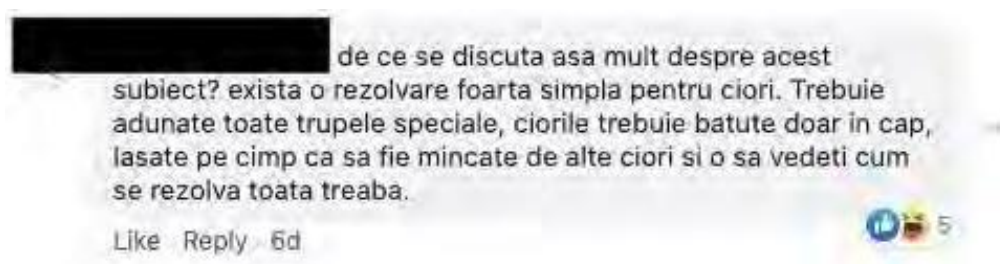 de ce se discuta asa mult despre acest
subiect? exista o rezolvare foarta simpla pentru ciori. Trebuie
adunate toate trupele speciale, ciorile trebuie batute doar in cap,
lasate pe cimp ca sa fie mincate de alte ciori si o sa vedeti cum
se rezolva toata treaba.
Like Reply 6d
5